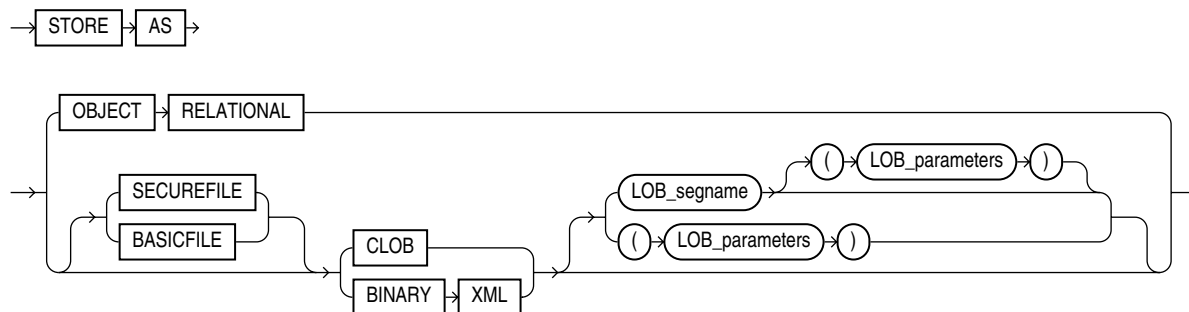 STORE AS
OBJECT RELATIONAL
( LOB_parameters )
SECUREFILE LOB_segname
BASICFILE ( LOB_parameters )
CLOB
BINARY XML